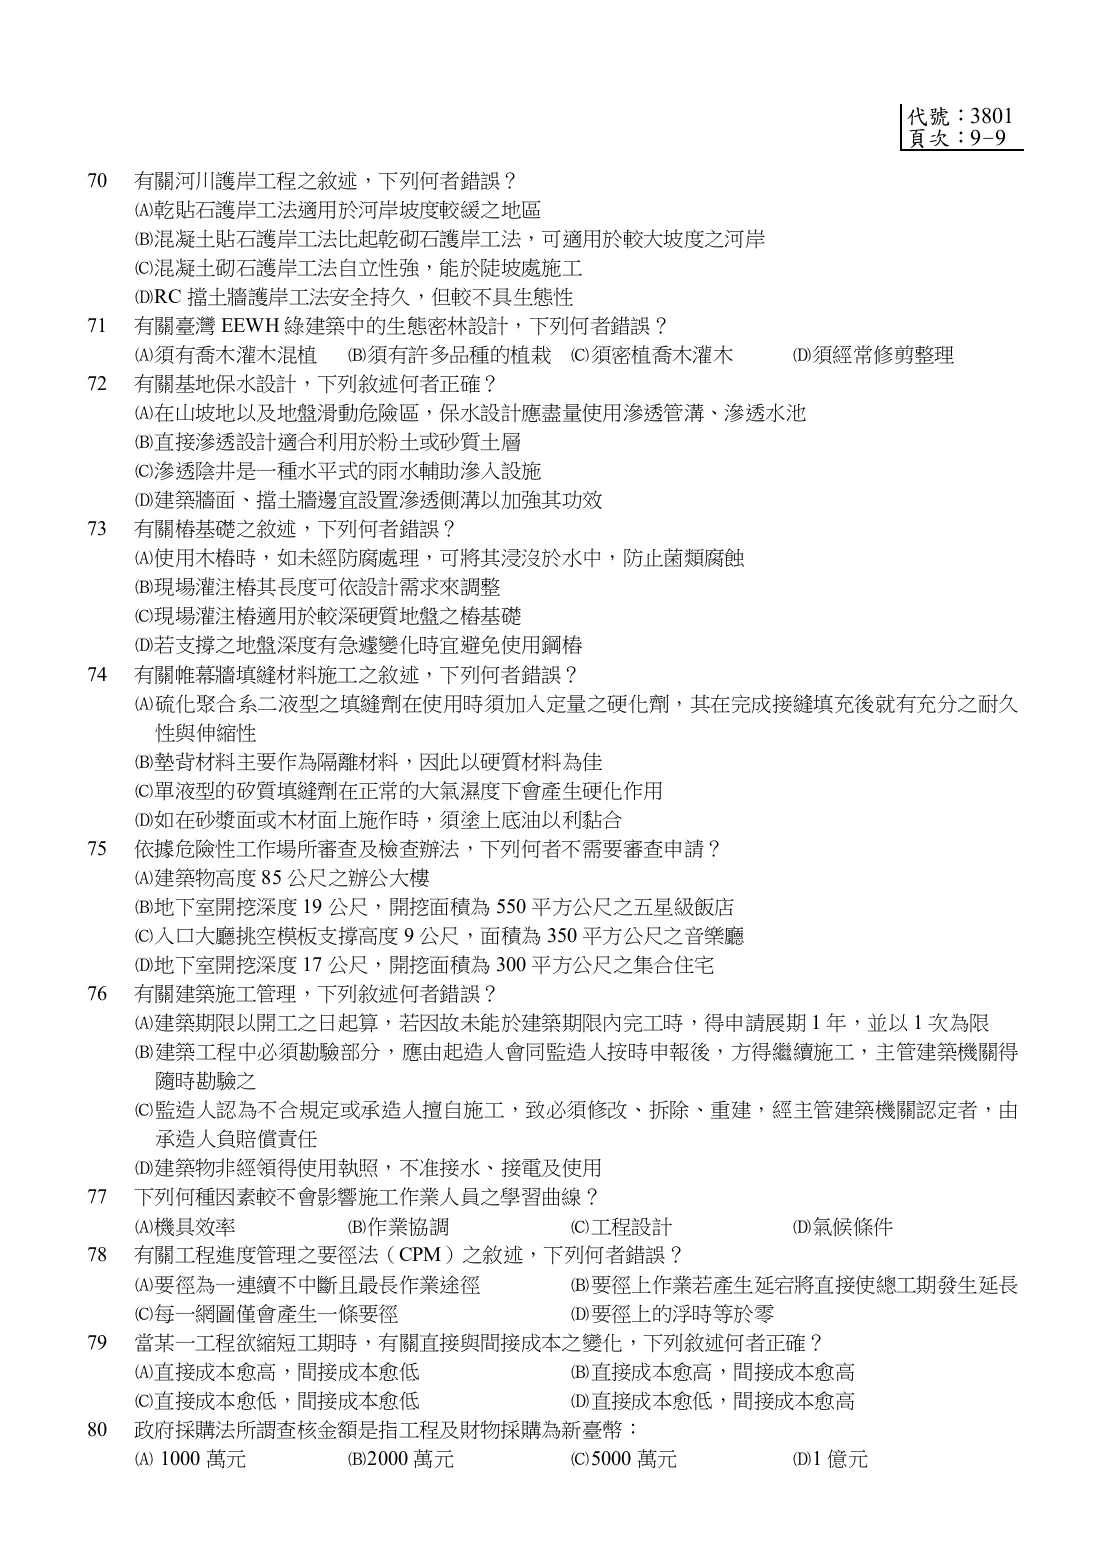 代號：3801
頁次：9－9
70 有關河川護岸工程之敘述，下列何者錯誤？
(A)乾貼石護岸工法適用於河岸坡度較緩之地區
(B)混凝土貼石護岸工法比起乾砌石護岸工法，可適用於較大坡度之河岸
(C)混凝土砌石護岸工法自立性強，能於陡坡處施工
(D)RC 擋土牆護岸工法安全持久，但較不具生態性
71 有關臺灣 EEWH 綠建築中的生態密林設計，下列何者錯誤？
(A)須有喬木灌木混植 (B)須有許多品種的植栽 (C)須密植喬木灌木 (D)須經常修剪整理
72 有關基地保水設計，下列敘述何者正確？
(A)在山坡地以及地盤滑動危險區，保水設計應盡量使用滲透管溝、滲透水池
(B)直接滲透設計適合利用於粉土或砂質土層
(C)滲透陰井是一種水平式的雨水輔助滲入設施
(D)建築牆面、擋土牆邊宜設置滲透側溝以加強其功效
73 有關樁基礎之敘述，下列何者錯誤？
(A)使用木樁時，如未經防腐處理，可將其浸沒於水中，防止菌類腐蝕
(B)現場灌注樁其長度可依設計需求來調整
(C)現場灌注樁適用於較深硬質地盤之樁基礎
(D)若支撐之地盤深度有急遽變化時宜避免使用鋼樁
74 有關帷幕牆填縫材料施工之敘述，下列何者錯誤？
(A)硫化聚合系二液型之填縫劑在使用時須加入定量之硬化劑，其在完成接縫填充後就有充分之耐久
性與伸縮性
(B)墊背材料主要作為隔離材料，因此以硬質材料為佳
(C)單液型的矽質填縫劑在正常的大氣濕度下會產生硬化作用
(D)如在砂漿面或木材面上施作時，須塗上底油以利黏合
75 依據危險性工作場所審查及檢查辦法，下列何者不需要審查申請？
(A)建築物高度 85 公尺之辦公大樓
(B)地下室開挖深度 19 公尺，開挖面積為 550 平方公尺之五星級飯店
(C)入口大廳挑空模板支撐高度 9 公尺，面積為 350 平方公尺之音樂廳
(D)地下室開挖深度 17 公尺，開挖面積為 300 平方公尺之集合住宅
76 有關建築施工管理，下列敘述何者錯誤？
(A)建築期限以開工之日起算，若因故未能於建築期限內完工時，得申請展期 1 年，並以 1 次為限
(B)建築工程中必須勘驗部分，應由起造人會同監造人按時申報後，方得繼續施工，主管建築機關得
隨時勘驗之
(C)監造人認為不合規定或承造人擅自施工，致必須修改、拆除、重建，經主管建築機關認定者，由
承造人負賠償責任
(D)建築物非經領得使用執照，不准接水、接電及使用
77 下列何種因素較不會影響施工作業人員之學習曲線？
(A)機具效率 (B)作業協調 (C)工程設計 (D)氣候條件
78 有關工程進度管理之要徑法（CPM）之敘述，下列何者錯誤？
(A)要徑為一連續不中斷且最長作業途徑 (B)要徑上作業若產生延宕將直接使總工期發生延長
(C)每一網圖僅會產生一條要徑 (D)要徑上的浮時等於零
79 當某一工程欲縮短工期時，有關直接與間接成本之變化，下列敘述何者正確？
(A)直接成本愈高，間接成本愈低 (B)直接成本愈高，間接成本愈高
(C)直接成本愈低，間接成本愈低 (D)直接成本愈低，間接成本愈高
80 政府採購法所謂查核金額是指工程及財物採購為新臺幣：
(A) 1000 萬元 (B)2000 萬元 (C)5000 萬元 (D)1 億元